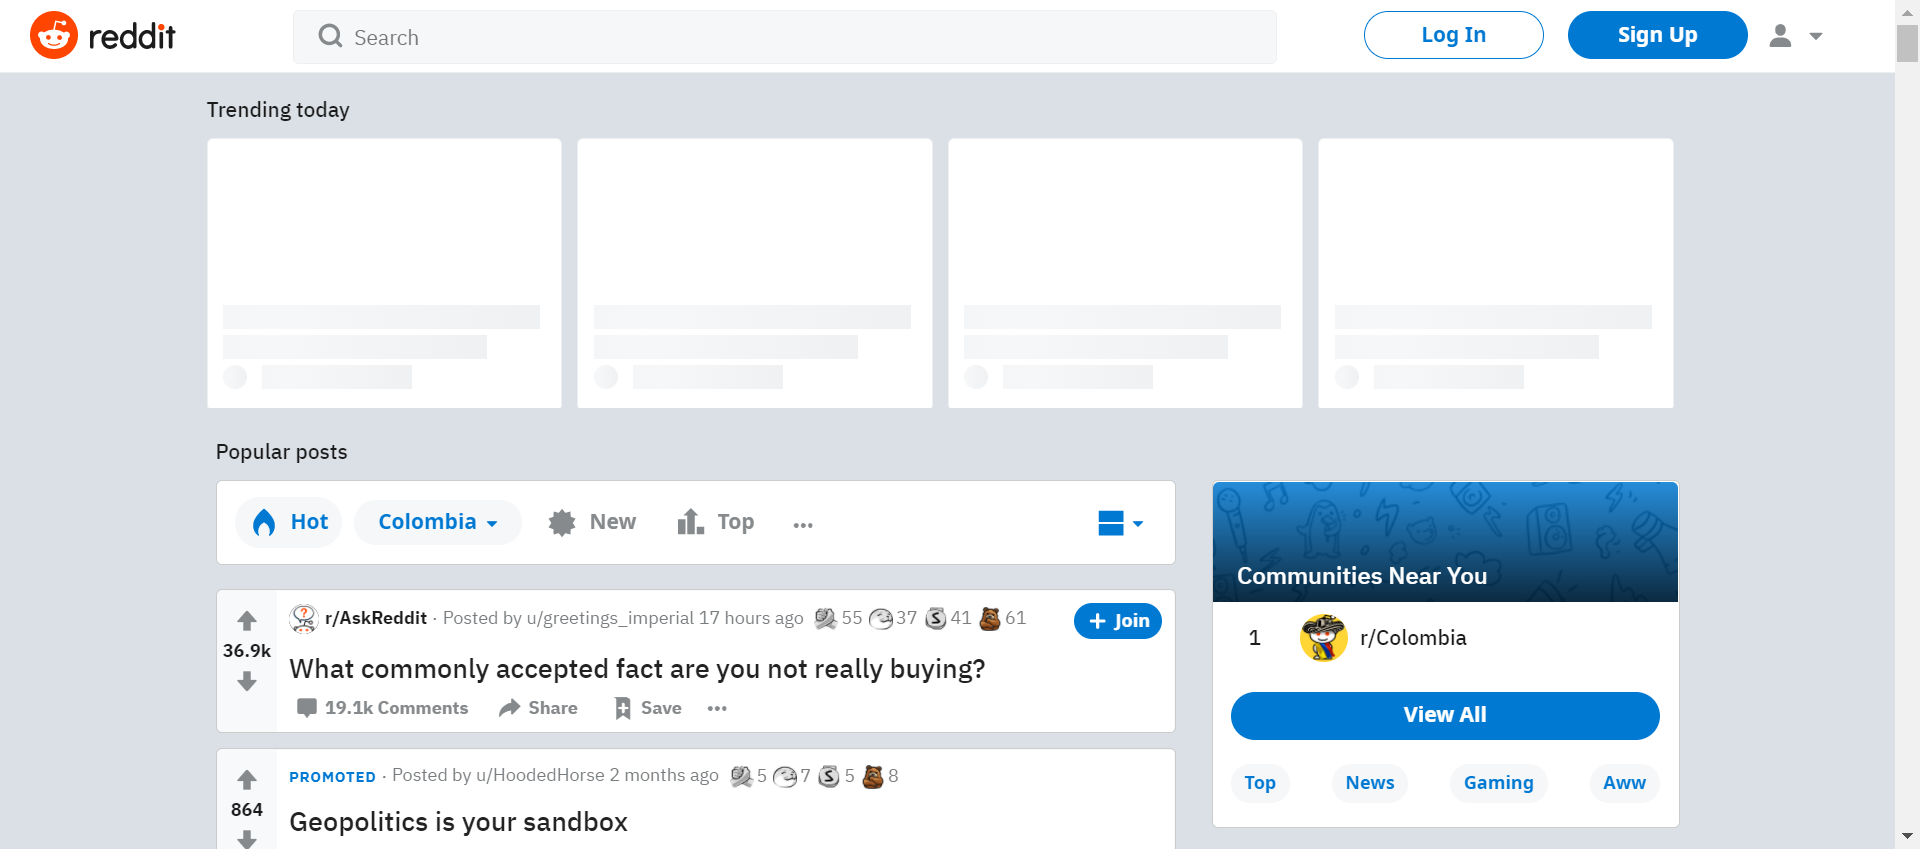 reddit
Search
Log In
Sign Up
Trending today
Popular posts
Hot
Colombia
New
Top
...
r/AskReddit · Posted by u/greetings_imperial 17 hours ago 55 37 41 61
+ Join
36.9k
What commonly accepted fact are you not really buying?
19.1k Comments
Share
Save
...
PROMOTED · Posted by u/HoodedHorse 2 months ago 5 7 5 8
864
Geopolitics is your sandbox
Communities Near You
1 r/Colombia
View All
Top
News
Gaming
Aww